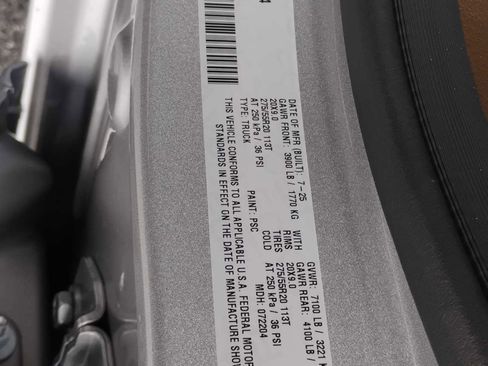 DATE OF MFR (BUILT): 7-25 GVWR: 7100 LB / 3221
GAWR FRONT: 3900 LB / 1770 KG WITH GAWR REAR: 4100 LB /
20X9.0 RIMS 20X9.0
275/55R20 113T TIRES 275/55R20 113T
AT 250 kPa / 36 PSI COLD AT 250 kPa / 36 PSI
TYPE: TRUCK PAINT: PSC MDH: 072204
THIS VEHICLE CONFORMS TO ALL APPLICABLE U.S.A. FEDERAL MOTOR
STANDARDS IN EFFECT ON THE DATE OF MANUFACTURE SHOW